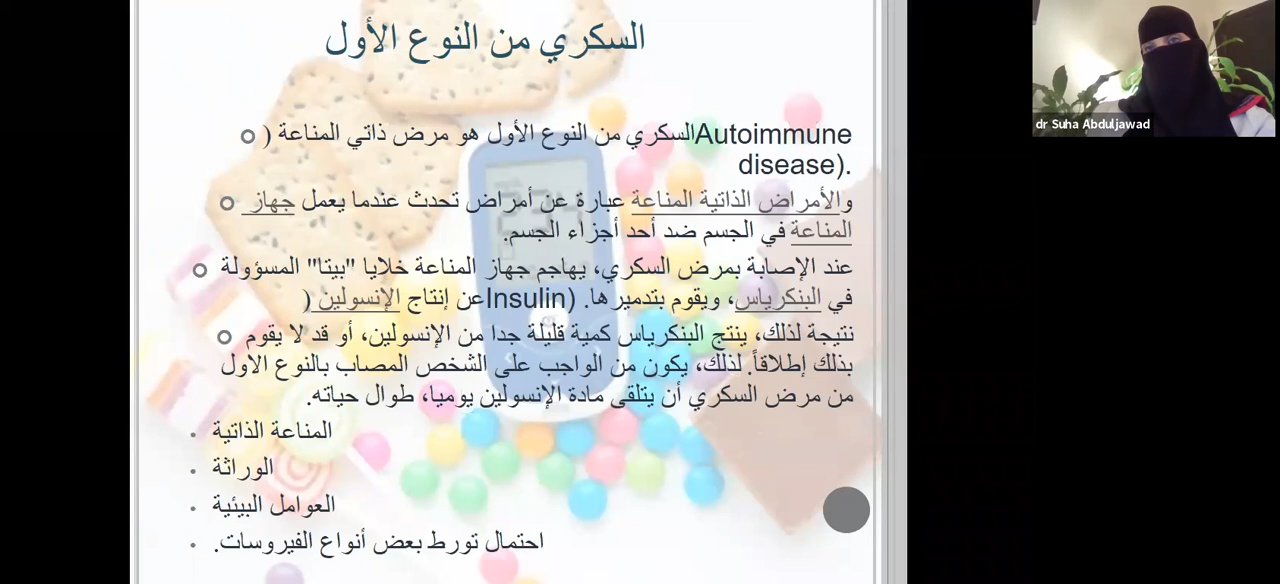 السكري من النوع الأول
Autoimmuneالسكري من النوع الأول هو مرض ذاتي المناعة (
disease).
والأمراض الذاتية المناعة عبارة عن أمراض تحدث عندما يعمل جهاز
المناعة في الجسم ضد أحد أجزاء الجسم.
عند الإصابة بمرض السكري، يهاجم جهاز المناعة خلايا "بيتا" المسؤولة
في البنكرياس، ويقوم بتدميرها. (Insulinعن إنتاج الإنسولين (
نتيجة لذلك، ينتج البنكرياس كمية قليلة جدا من الإنسولين، أو قد لا يقوم
بذلك إطلاقاً. لذلك، يكون من الواجب على الشخص المصاب بالنوع الاول
من مرض السكري أن يتلقى مادة الإنسولين يوميا، طوال حياته.
المناعة الذاتية
الوراثة
العوامل البيئية
احتمال تورط بعض أنواع الفيروسات.
dr Suha Abduljawad